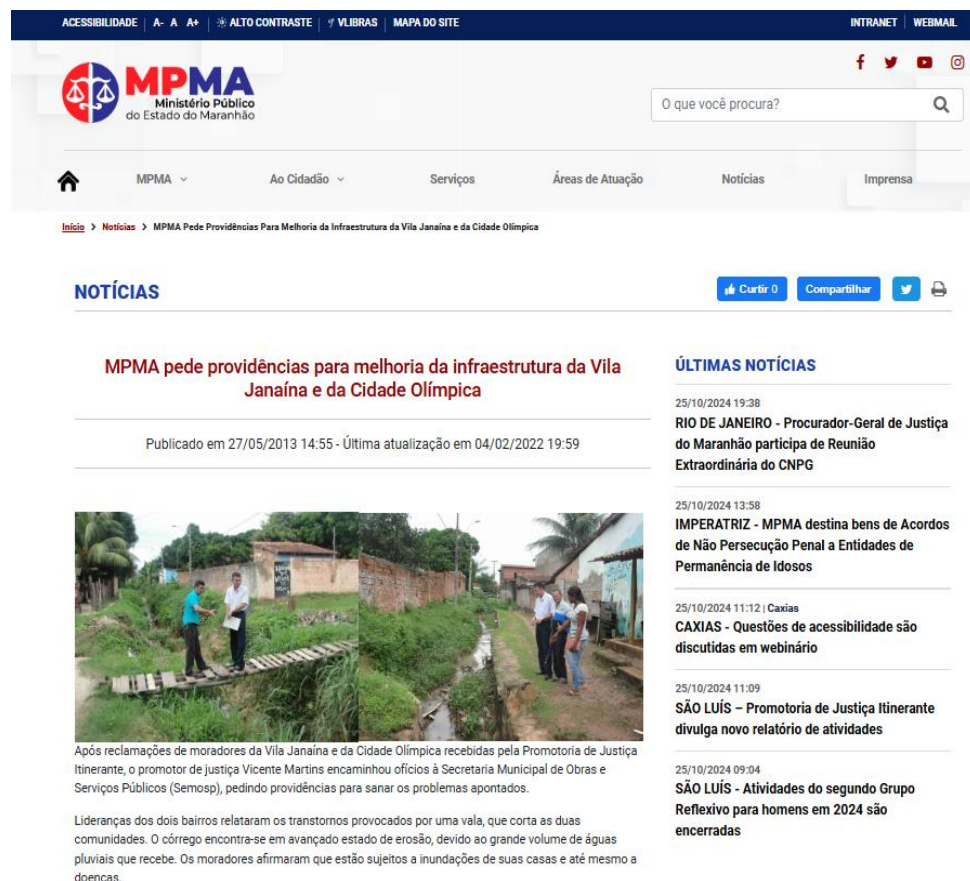 ACESSIBILIDADE | A- A A+ | ALTO CONTRASTE | VLIBRAS | MAPA DO SITE
INTRANET | WEBMAIL
MPMA
Ministério Público
do Estado do Maranhão
O que você procura?
MPMA
Ao Cidadão
Serviços
Áreas de Atuação
Notícias
Imprensa
Início > Notícias > MPMA Pede Providências Para Melhoria da Infraestrutura da Vila Janaína e da Cidade Olímpica
NOTÍCIAS
Curtir 0
Compartilhar
MPMA pede providências para melhoria da infraestrutura da Vila
Janaína e da Cidade Olímpica
Publicado em 27/05/2013 14:55 - Última atualização em 04/02/2022 19:59
Após reclamações de moradores da Vila Janaína e da Cidade Olímpica recebidas pela Promotoria de Justiça
Itinerante, o promotor de justiça Vicente Martins encaminhou ofícios à Secretaria Municipal de Obras e
Serviços Públicos (Semosp), pedindo providências para sanar os problemas apontados.
Lideranças dos dois bairros relataram os transtornos provocados por uma vala, que corta as duas
comunidades. O córrego encontra-se em avançado estado de erosão, devido ao grande volume de águas
pluviais que recebe. Os moradores afirmaram que estão sujeitos a inundações de suas casas e até mesmo a
doenças.
ÚLTIMAS NOTÍCIAS
25/10/2024 19:38
RIO DE JANEIRO - Procurador-Geral de Justiça
do Maranhão participa de Reunião
Extraordinária do CNPG
25/10/2024 13:58
IMPERATRIZ - MPMA destina bens de Acordos
de Não Persecução Penal a Entidades de
Permanência de Idosos
25/10/2024 11:12 | Caxias
CAXIAS - Questões de acessibilidade são
discutidas em webinário
25/10/2024 11:09
SÃO LUÍS – Promotoria de Justiça Itinerante
divulga novo relatório de atividades
25/10/2024 09:04
SÃO LUÍS - Atividades do segundo Grupo
Reflexivo para homens em 2024 são
encerradas